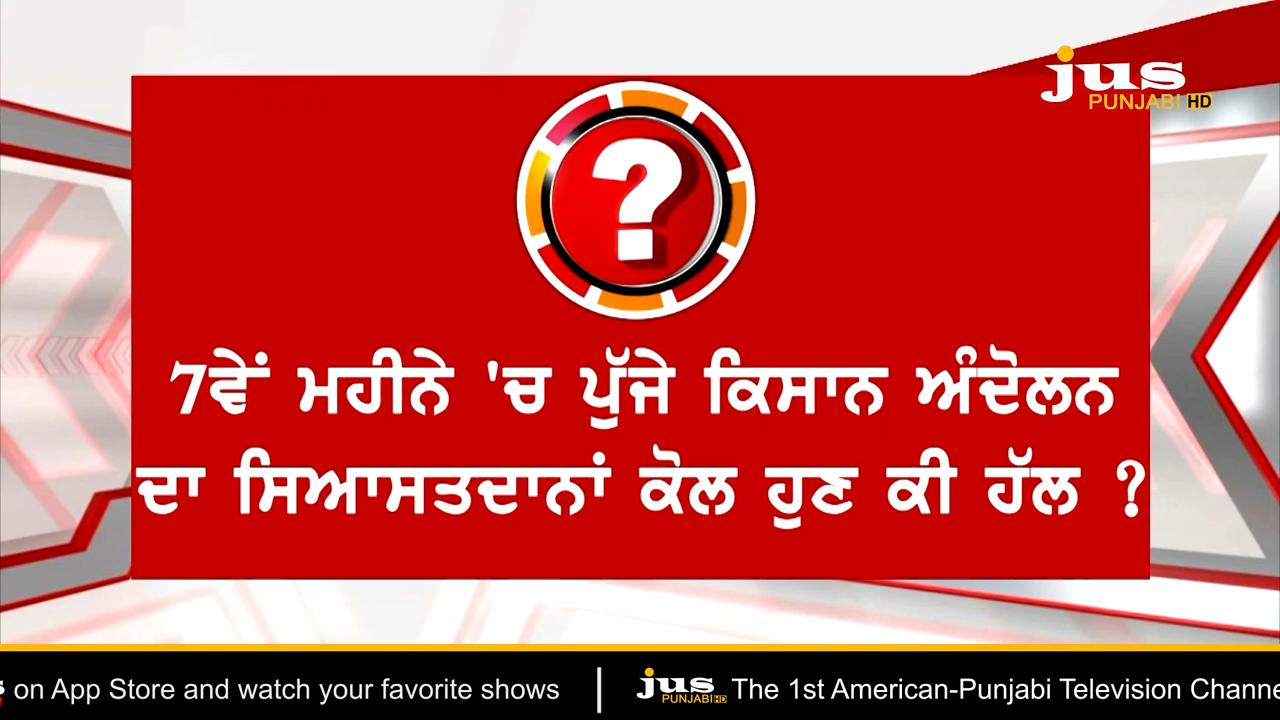 jus
PUNJABI HD
?
7ਵੇਂ ਮਹੀਨੇ 'ਚ ਪੁੱਜੇ ਕਿਸਾਨ ਅੰਦੋਲਨ
ਦਾ ਸਿਆਸਤਦਾਨਾਂ ਕੋਲ ਹੁਣ ਕੀ ਹੱਲ ?
on App Store and watch your favorite shows | jus PUNJABI HD The 1st American-Punjabi Television Channe